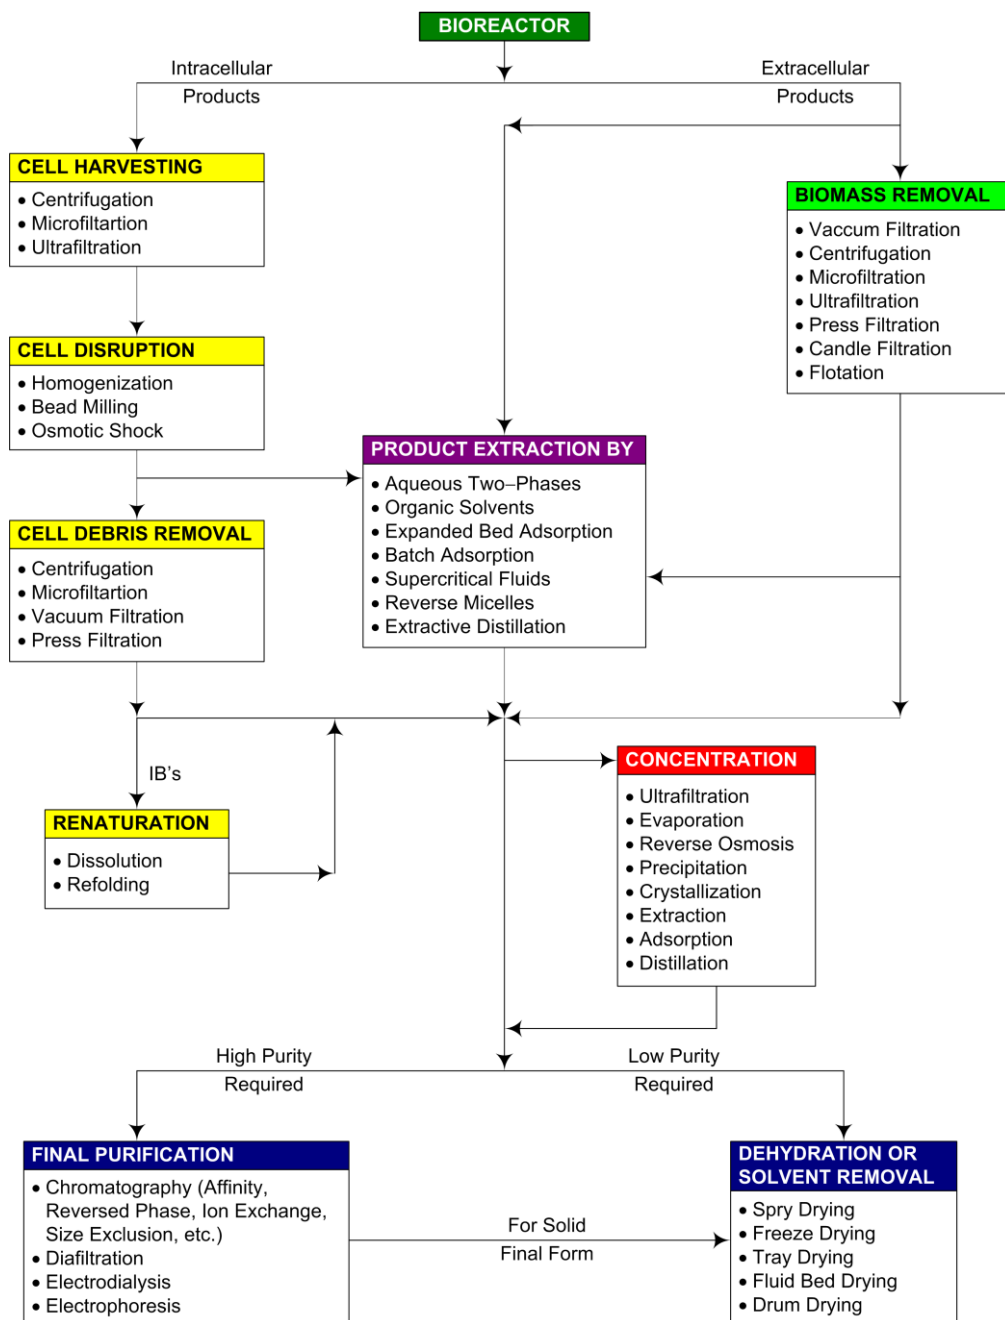 BIOREACTOR
Intracellular
Products
Extracellular
Products
CELL HARVESTING
• Centrifugation
• Microfiltartion
• Ultrafiltration
BIOMASS REMOVAL
• Vaccum Filtration
• Centrifugation
• Microfiltration
• Ultrafiltration
• Press Filtration
• Candle Filtration
• Flotation
CELL DISRUPTION
• Homogenization
• Bead Milling
• Osmotic Shock
PRODUCT EXTRACTION BY
• Aqueous Two–Phases
• Organic Solvents
• Expanded Bed Adsorption
• Batch Adsorption
• Supercritical Fluids
• Reverse Micelles
• Extractive Distillation
CELL DEBRIS REMOVAL
• Centrifugation
• Microfiltartion
• Vacuum Filtration
• Press Filtration
IB's
RENATURATION
• Dissolution
• Refolding
CONCENTRATION
• Ultrafiltration
• Evaporation
• Reverse Osmosis
• Precipitation
• Crystallization
• Extraction
• Adsorption
• Distillation
High Purity
Required
Low Purity
Required
FINAL PURIFICATION
• Chromatography (Affinity,
Reversed Phase, Ion Exchange,
Size Exclusion, etc.)
• Diafiltration
• Electrodialysis
• Electrophoresis
For Solid
Final Form
DEHYDRATION OR
SOLVENT REMOVAL
• Spry Drying
• Freeze Drying
• Tray Drying
• Fluid Bed Drying
• Drum Drying